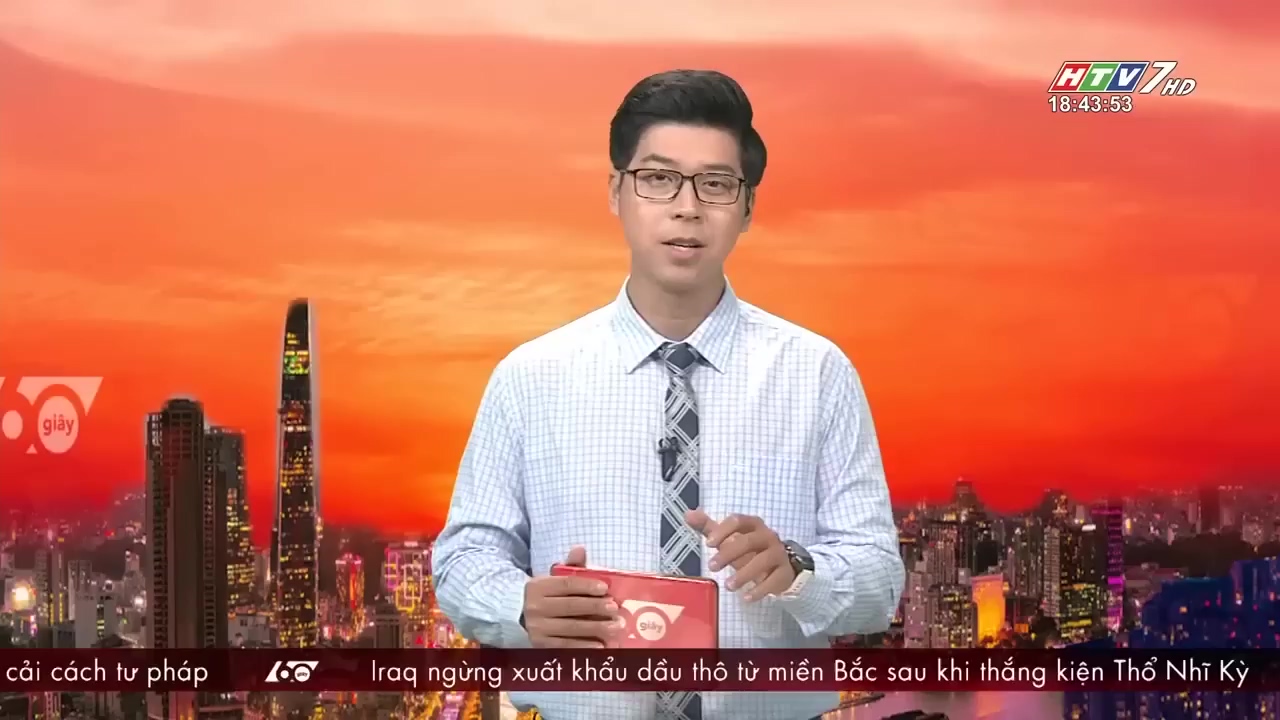 HTV7 HD
18:43:53
60 giây
60 giây
cải cách tư pháp 60 giây Iraq ngừng xuất khẩu dầu thô từ miền Bắc sau khi thắng kiện Thổ Nhĩ Kỳ